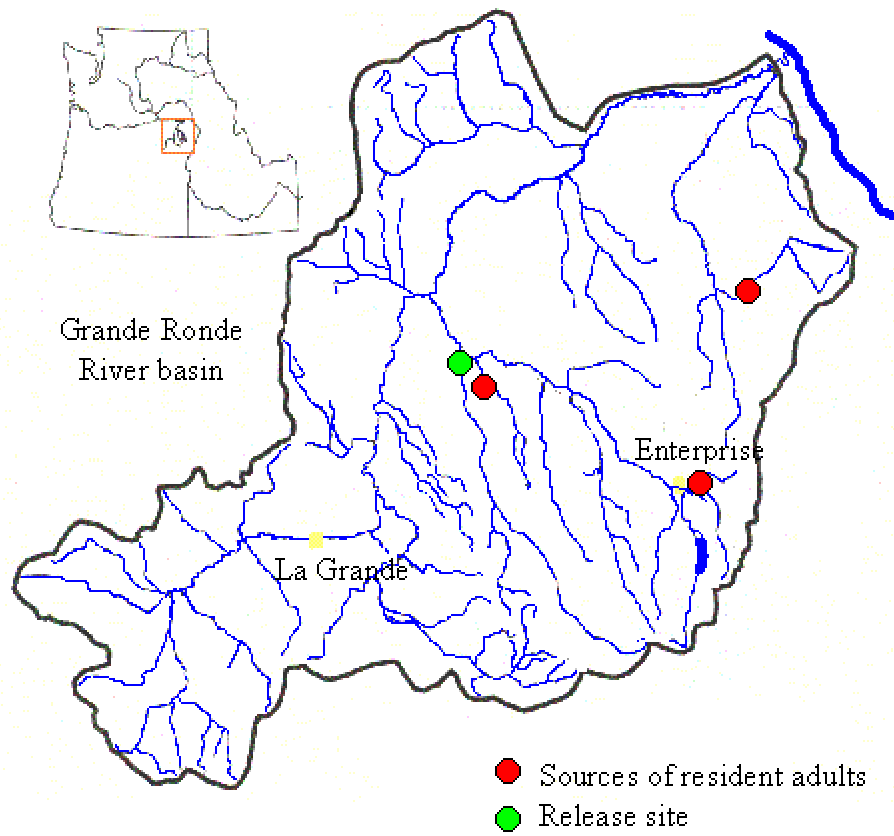 Grande Ronde
River basin
Enterprise
La Grande
Sources of resident adults
Release site